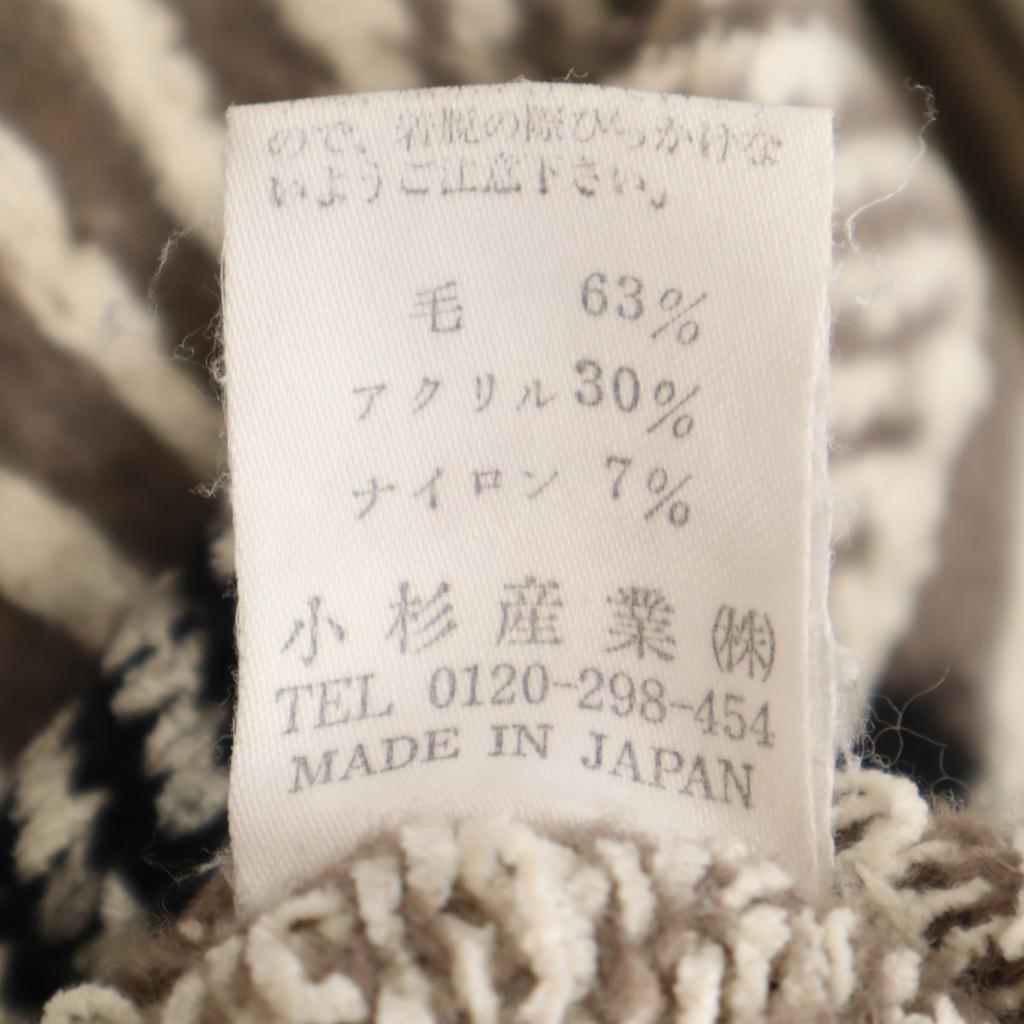 ので、着脱の際ひっかけな
いようご注意下さい。
毛 63%
アクリル 30%
ナイロン 7%
小杉産業㈱
TEL 0120-298-454
MADE IN JAPAN